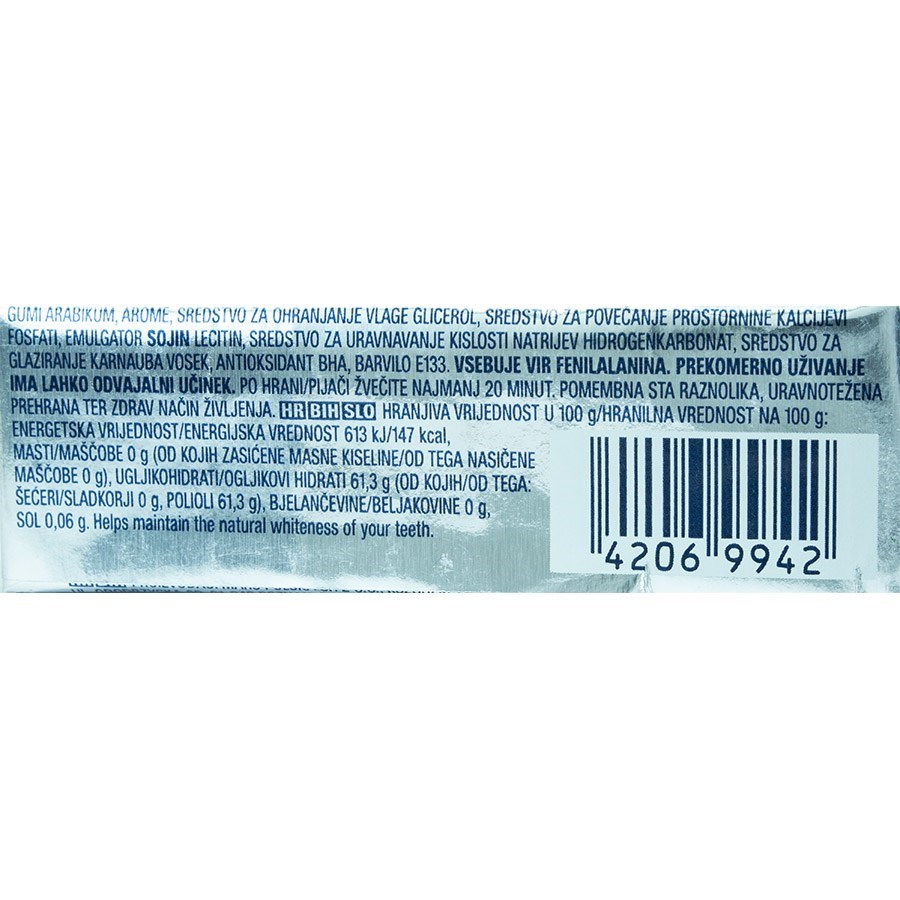 GUMI ARABIKUM, AROME, SREDSTVO ZA OHRANJANJE VLAGE GLICEROL, SREDSTVO ZA POVEČANJE PROSTORNINE KALCIJEVI
FOSFATI, EMULGATOR SOJIN LECITIN, SREDSTVO ZA URAVNAVANJE KISLOSTI NATRIJEV HIDROGENKARBONAT, SREDSTVO ZA
GLAZIRANJE KARNAUBA VOSEK, ANTIOKSIDANT BHA, BARVILO E133. VSEBUJE VIR FENILALANINA. PREKOMERNO UŽIVANJE
IMA LAHKO ODVAJALNI UČINEK. PO HRANI/PIJAČI ŽVEČITE NAJMANJ 20 MINUT. POMEMBNA STA RAZNOLIKA, URAVNOTEŽENA
PREHRANA TER ZDRAV NAČIN ŽIVLJENJA. HR BIH SLO HRANJIVA VRIJEDNOST U 100 g/HRANILNA VREDNOST NA 100 g:
ENERGETSKA VRIJEDNOST/ENERGIJSKA VREDNOST 613 kJ/147 kcal,
MASTI/MAŠČOBE 0 g (OD KOJIH ZASIĆENE MASNE KISELINE/OD TEGA NASIČENE
MAŠČOBE 0 g), UGLJIKOHIDRATI/OGLJIKOVI HIDRATI 61,3 g (OD KOJIH/OD TEGA:
ŠEĆERI/SLADKORJI 0 g, POLIOLI 61,3 g), BJELANČEVINE/BELJAKOVINE 0 g,
SOL 0,06 g. Helps maintain the natural whiteness of your teeth.
4206 9942